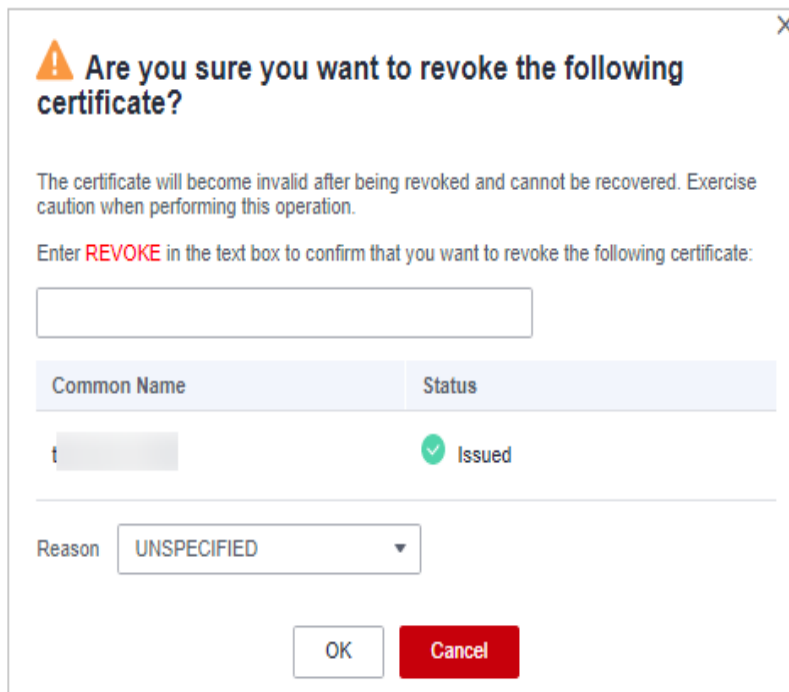 Are you sure you want to revoke the following
certificate?
The certificate will become invalid after being revoked and cannot be recovered. Exercise
caution when performing this operation.
Enter REVOKE in the text box to confirm that you want to revoke the following certificate:
Common Name Status
Issued
Reason UNSPECIFIED
OK Cancel